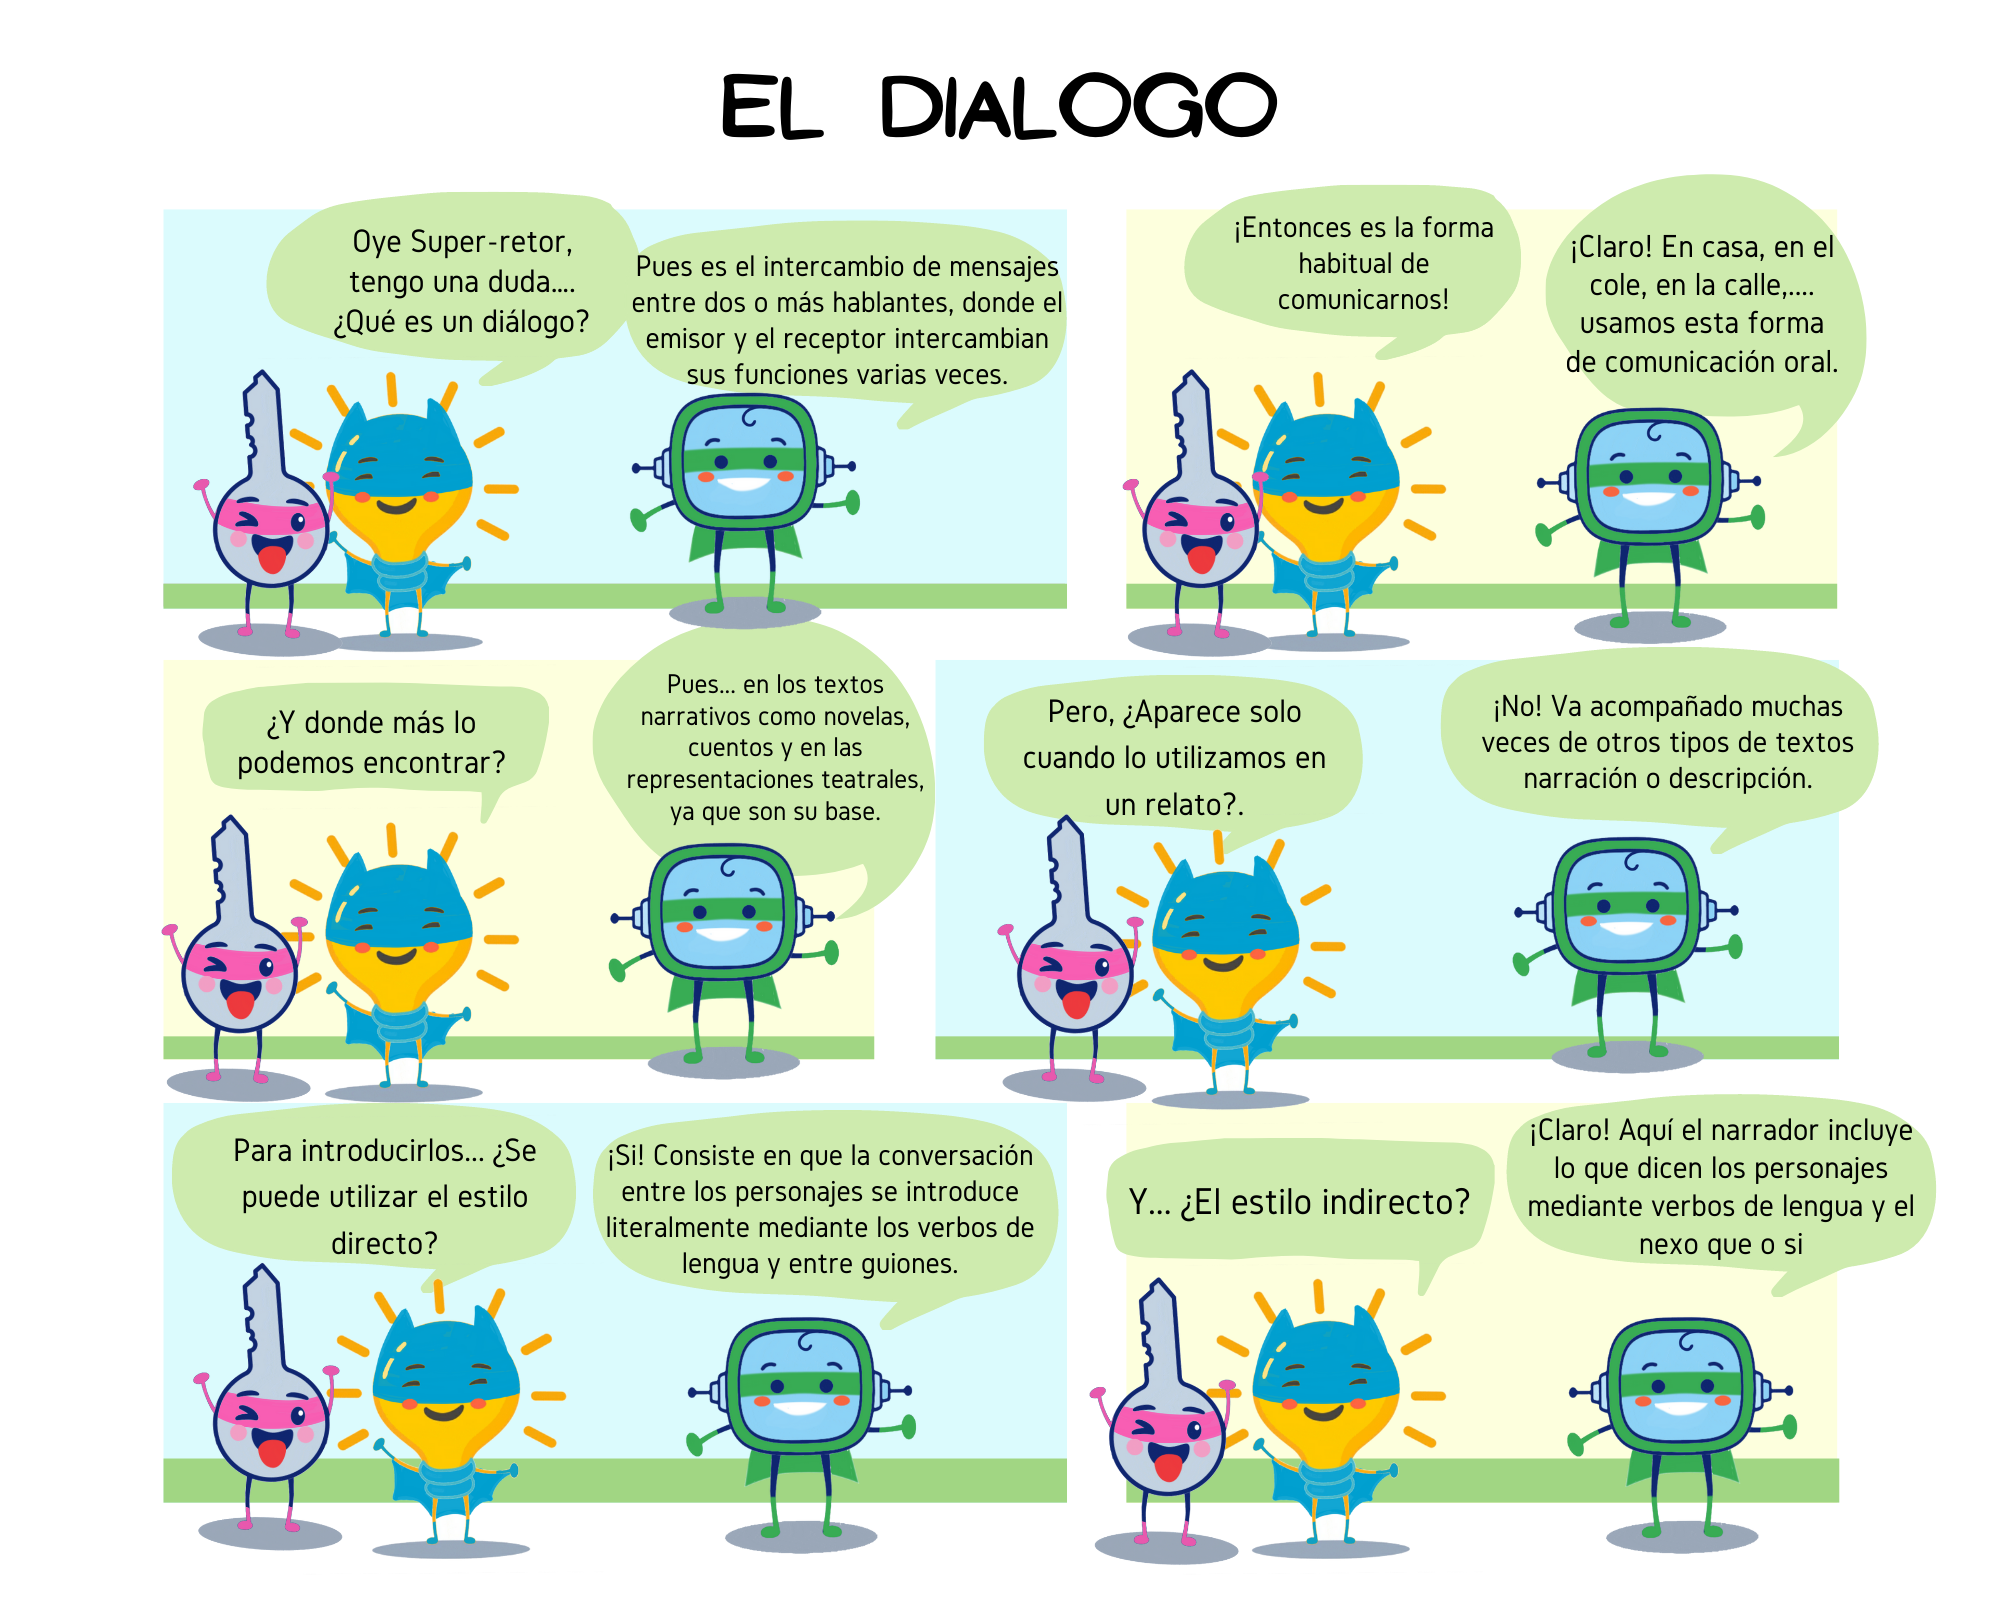 EL DIALOGO
Oye Super-retor,
tengo una duda....
¿Qué es un diálogo?
Pues es el intercambio de mensajes
entre dos o más hablantes, donde el
emisor y el receptor intercambian
sus funciones varias veces.
¡Entonces es la forma
habitual de
comunicarnos!
¡Claro! En casa, en el
cole, en la calle,....
usamos esta forma
de comunicación oral.
¿Y donde más lo
podemos encontrar?
Pues... en los textos
narrativos como novelas,
cuentos y en las
representaciones teatrales,
ya que son su base.
Pero, ¿Aparece solo
cuando lo utilizamos en
un relato?.
¡No! Va acompañado muchas
veces de otros tipos de textos
narración o descripción.
Para introducirlos... ¿Se
puede utilizar el estilo
directo?
¡Si! Consiste en que la conversación
entre los personajes se introduce
literalmente mediante los verbos de
lengua y entre guiones.
Y... ¿El estilo indirecto?
¡Claro! Aquí el narrador incluye
lo que dicen los personajes
mediante verbos de lengua y el
nexo que o si